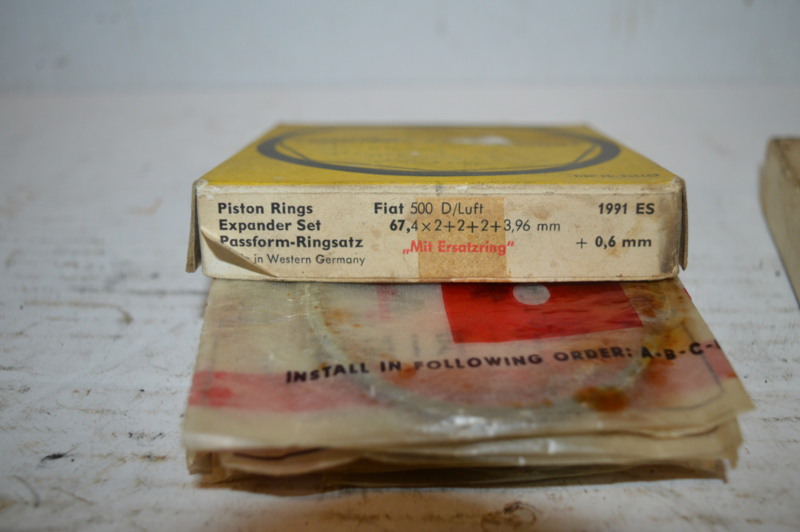 Piston Rings Fiat 500 D/Luft 1991 ES
Expander Set 67,4×2+2+2+3,96 mm
Passform-Ringsatz „Mit Ersatzring“ + 0,6 mm
in Western Germany
INSTALL IN FOLLOWING ORDER: A-B-C-